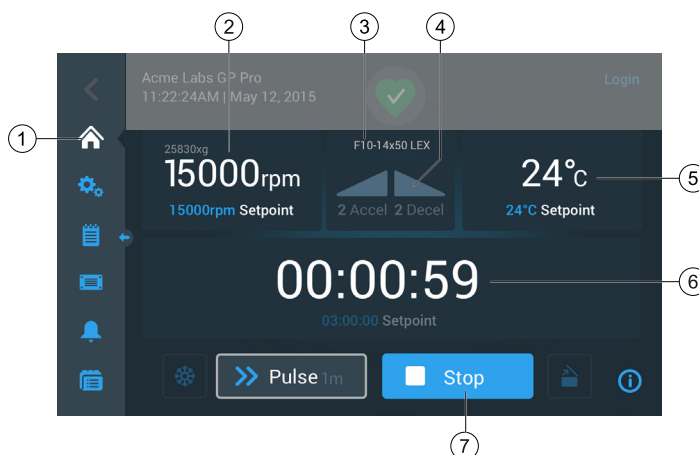 2
3
4
Acme Labs GP Pro
11:22:24AM | May 12, 2015
Login
1
25830xg
15000rpm
15000rpm Setpoint
F10-14x50 LEX
2 Accel 2 Decel
24°c
24°C Setpoint
5
00:00:59
03:00:00 Setpoint
6
Pulse 1m
Stop
7